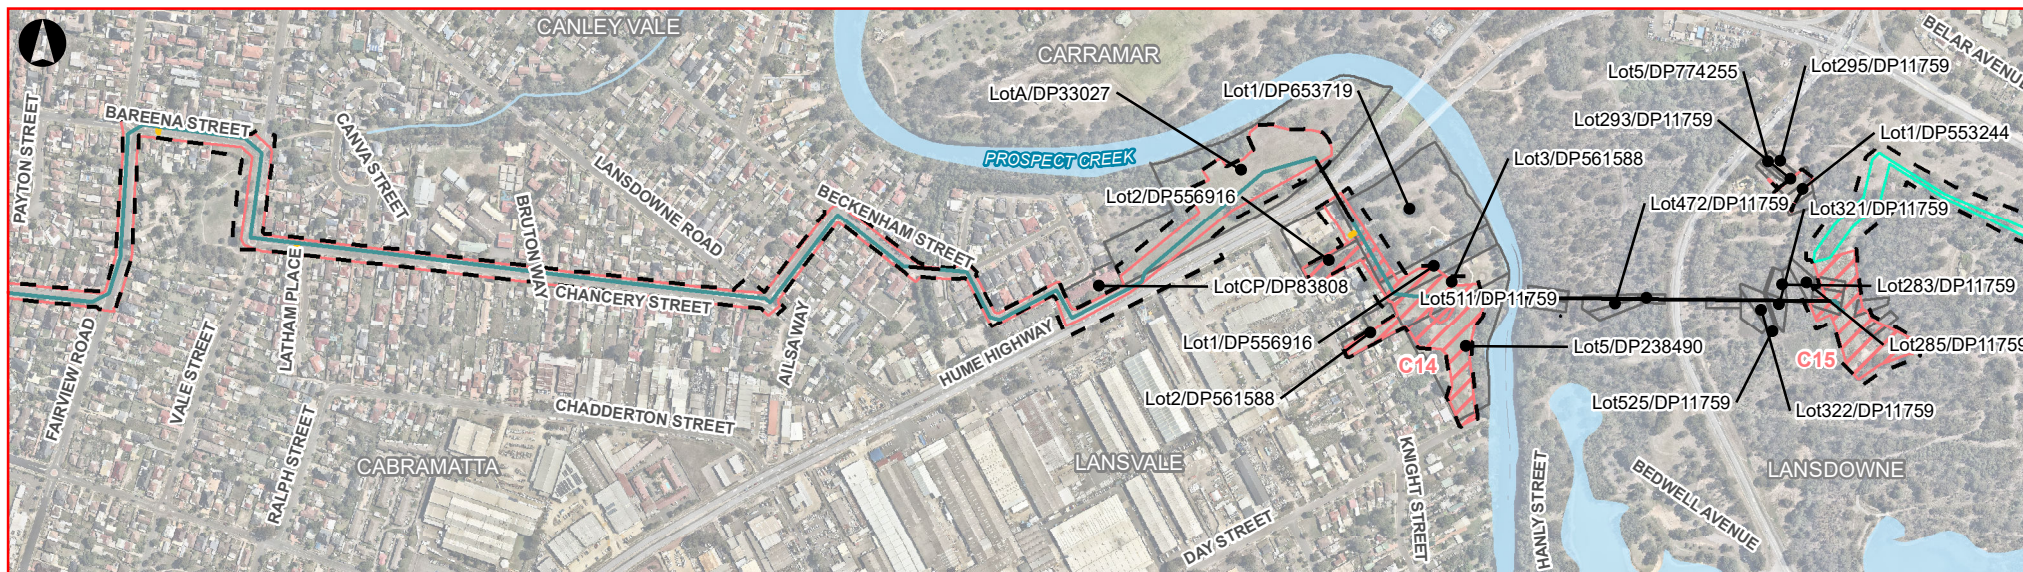 CANLEY VALE
CARRAMAR
BELAR AVENUE
Lot5/DP774255
Lot295/DP11759
LotA/DP33027
Lot1/DP653719
PAYTON STREET
BAREENA STREET
CANVA STREET
Lot293/DP11759
Lot1/DP553244
PROSPECT CREEK
Lot3/DP561588
LANSDOWNE ROAD
BECKENHAM STREET
Lot2/DP556916
Lot472/DP11759
Lot321/DP11759
BRUTON WAY
LATHAM PLACE
CHANCERY STREET
LotCP/DP83808
Lot511/DP11759
Lot283/DP11759
FAIRVIEW ROAD
VALE STREET
AILSA WAY
HUME HIGHWAY
Lot1/DP556916
Lot5/DP238490
Lot285/DP11759
C14
C15
Lot2/DP561588
Lot525/DP11759
Lot322/DP11759
CHADDERTON STREET
RALPH STREET
CABRAMATTA
LANSVALE
LANSDOWNE
KNIGHT STREET
HANLY STREET
BEDWELL AVENUE
DAY STREET